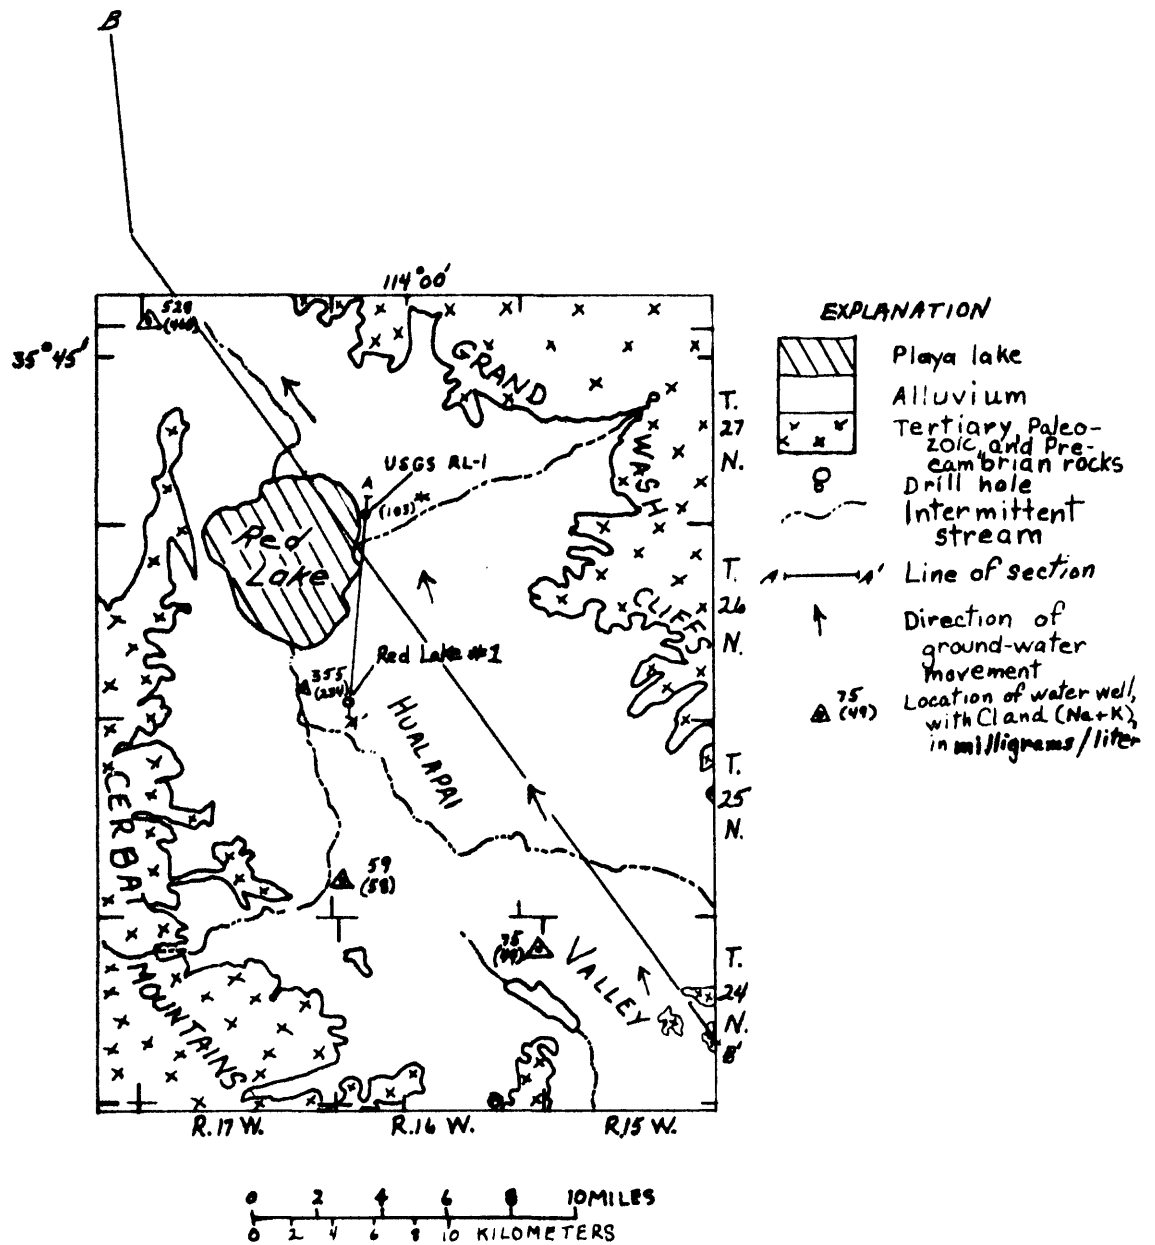 B
114°00'
35°45'
528
GRAND
WASH
CLIFFS
T.
27
N.
USGS RL-1
A
(103)*
Red
Lake
T.
26
N.
Red Lake #1
355
(234)
A'
HUALAPAI
VALLEY
T.
25
N.
CERBAT
MOUNTAINS
59
(58)
75
(49)
T.
24
N.
B'
R.17 W.
R.16 W.
R.15 W.
0 2 4 6 8 10 MILES
0 2 4 6 8 10 KILOMETERS
EXPLANATION
Playa lake
Alluvium
Tertiary Paleo-
zoic, and Pre-
cambrian rocks
Drill hole
Intermittent
stream
A A' Line of section
Direction of
ground-water
movement
75
(49)
Location of water well,
with Cl and (Na+K),
in milligrams/liter